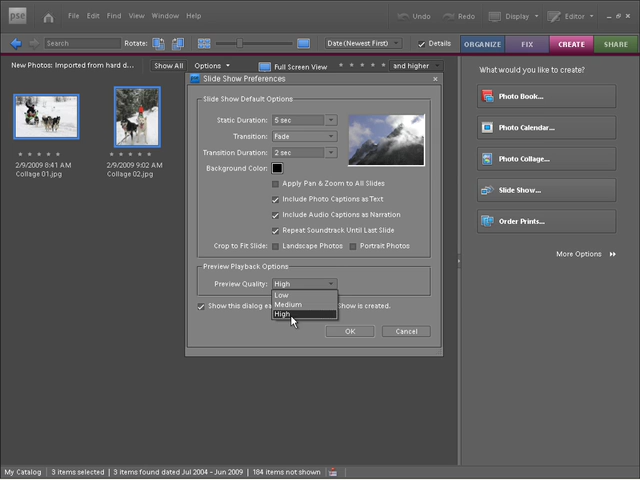 pse File Edit Find View Window Help Undo Redo Display Editor
Search Rotate: Date (Newest First) Details ORGANIZE FIX CREATE SHARE
New Photos: Imported from hard d... Show All Options Full Screen View and higher
What would you like to create?
Photo Book...
Photo Calendar...
Photo Collage...
Slide Show...
Order Prints...
More Options
2/9/2009 8:41 AM
Collage 01.jpg
2/9/2009 9:02 AM
Collage 02.jpg
Slide Show Preferences
Slide Show Default Options
Static Duration: 5 sec
Transition: Fade
Transition Duration: 2 sec
Background Color:
Apply Pan & Zoom to All Slides
Include Photo Captions as Text
Include Audio Captions as Narration
Repeat Soundtrack Until Last Slide
Crop to Fit Slide: Landscape Photos Portrait Photos
Preview Playback Options
Preview Quality: High
Low
Medium
High
Show this dialog ea Show is created.
OK Cancel
My Catalog 3 items selected 3 items found dated Jul 2004 - Jun 2009 184 items not shown